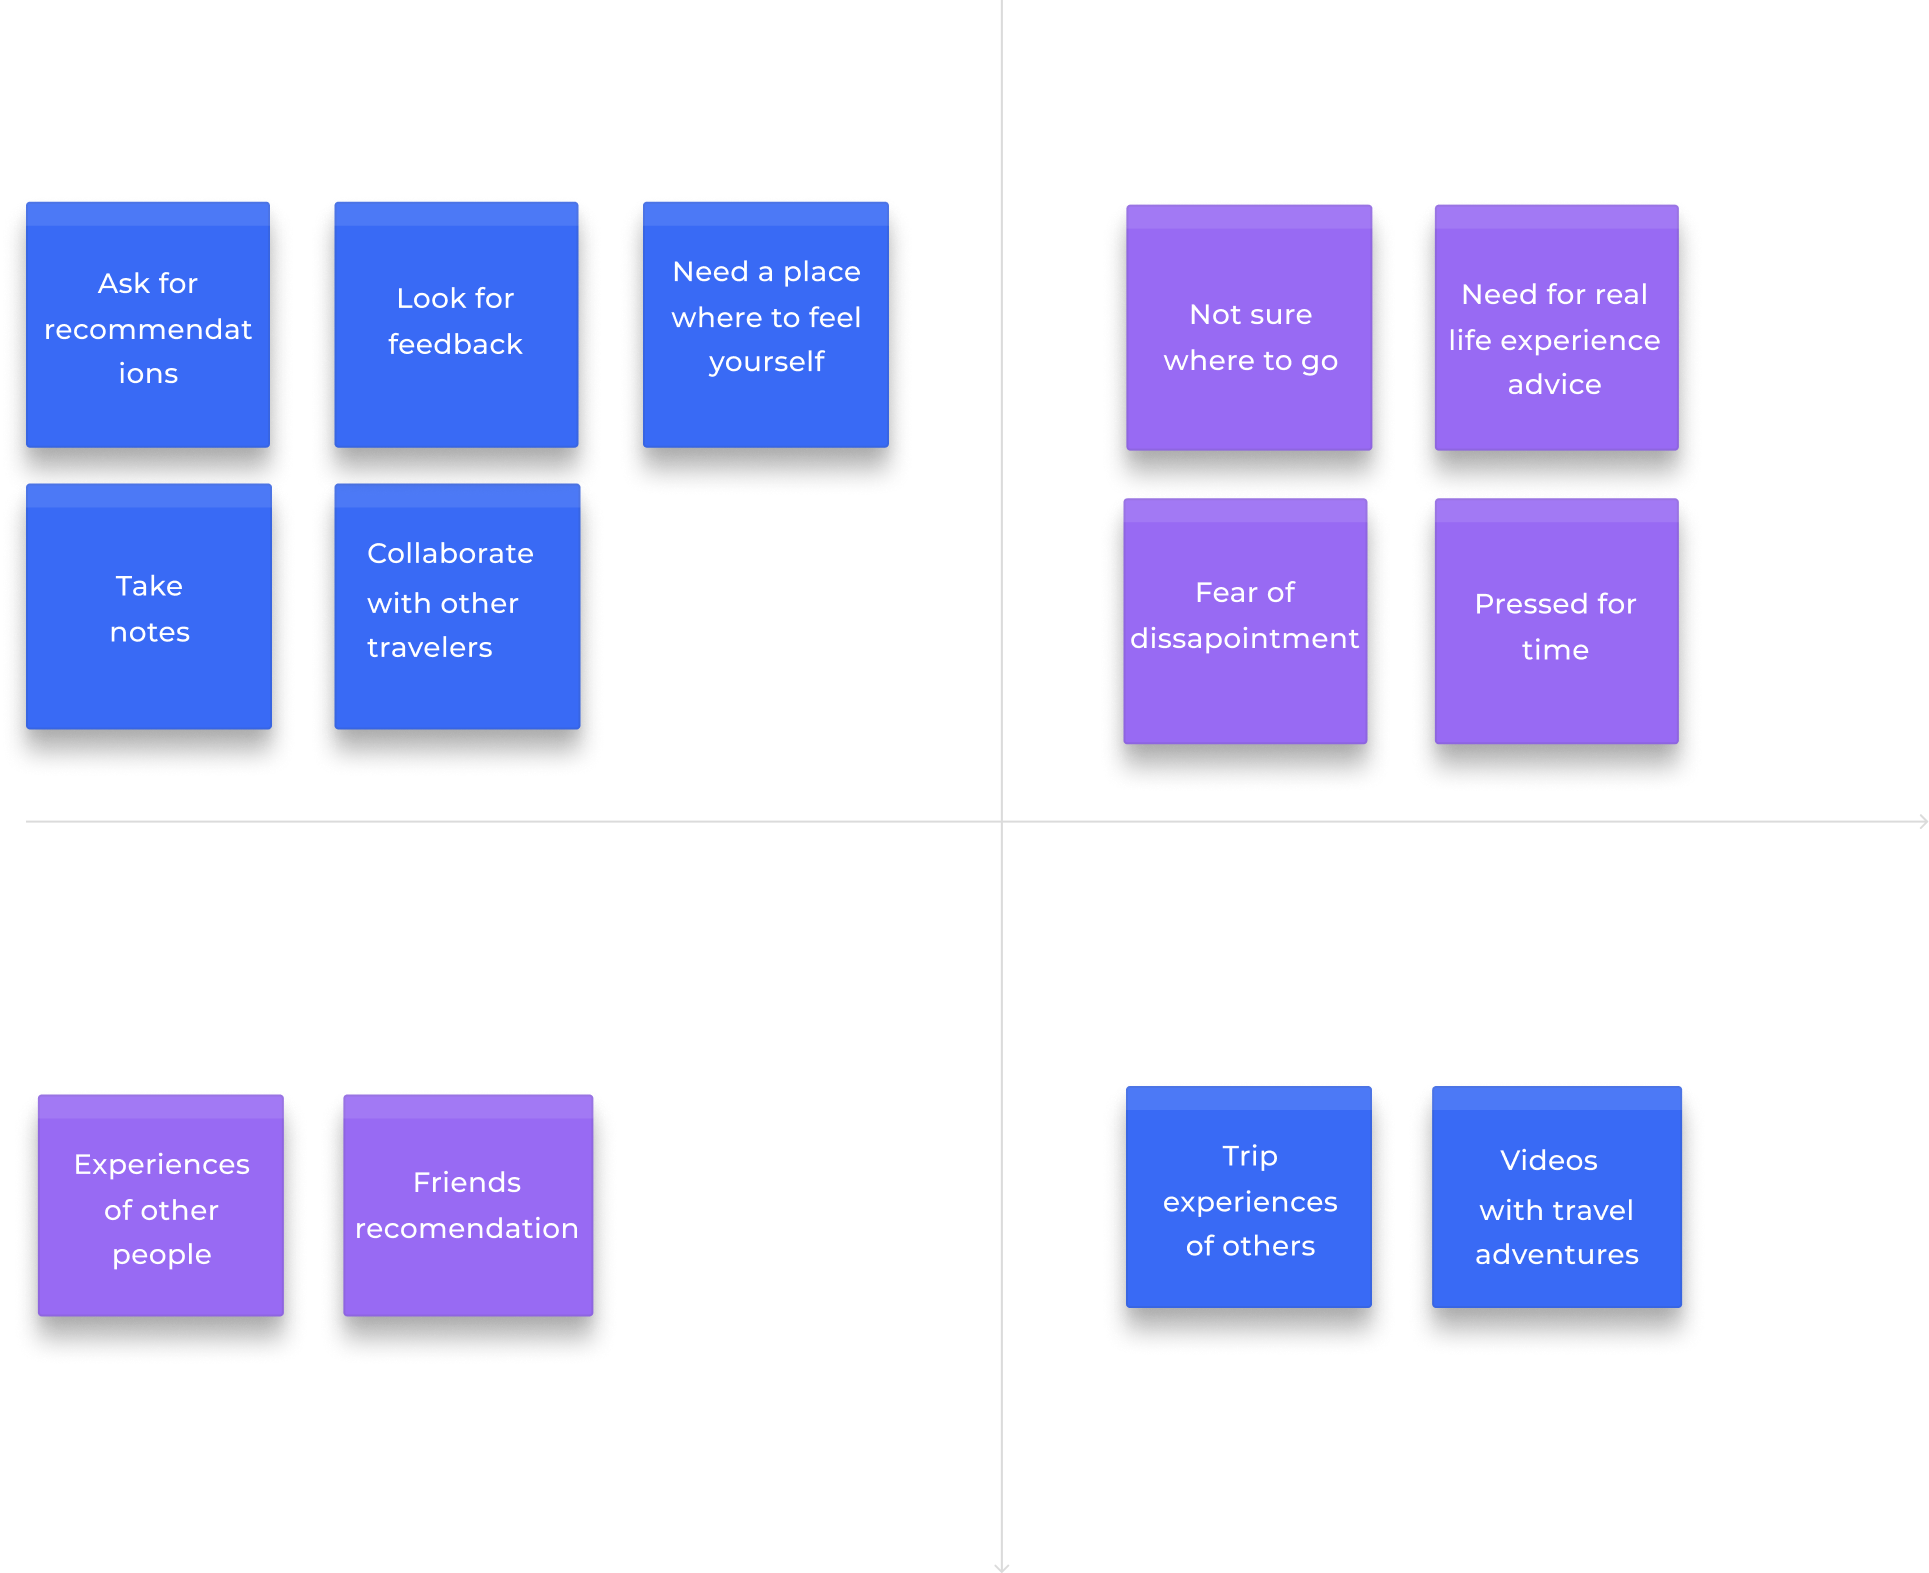 Ask for
recommendat
ions
Look for
feedback
Need a place
where to feel
yourself
Take
notes
Collaborate
with other
travelers
Not sure
where to go
Need for real
life experience
advice
Fear of
dissapointment
Pressed for
time
Experiences
of other
people
Friends
recomendation
Trip
experiences
of others
Videos
with travel
adventures